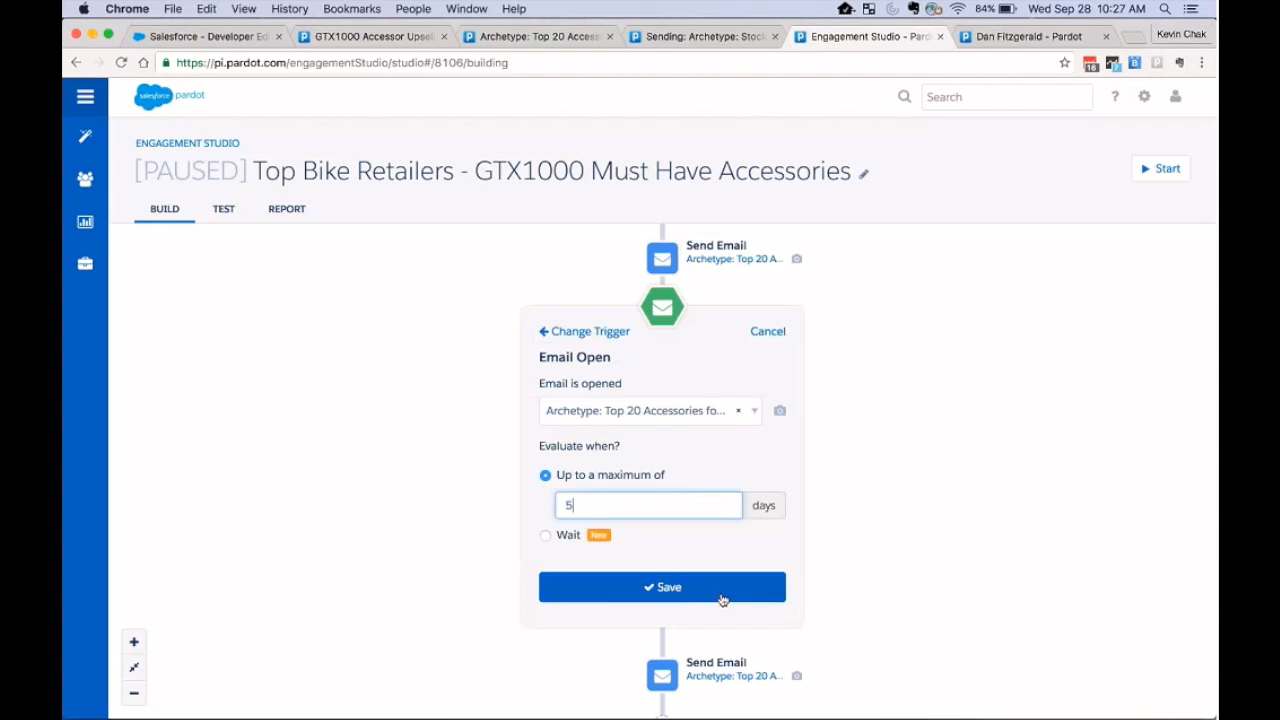 Chrome File Edit View History Bookmarks People Window Help 84% Wed Sep 28 10:27 AM
Salesforce - Developer Edi × GTX1000 Accessor Upsell × Archetype: Top 20 Access × Sending: Archetype: Stock × Engagement Studio - Pard × Dan Fitzgerald - Pardot × Kevin Chak
https://pi.pardot.com/engagementStudio/studio#/8106/building
salesforce pardot
Search
?
ENGAGEMENT STUDIO
[PAUSED] Top Bike Retailers - GTX1000 Must Have Accessories
Start
BUILD TEST REPORT
Send Email
Archetype: Top 20 A...
Change Trigger Cancel
Email Open
Email is opened
Archetype: Top 20 Accessories fo... ×
Evaluate when?
Up to a maximum of
5 days
Wait New
Save
Send Email
Archetype: Top 20 A...